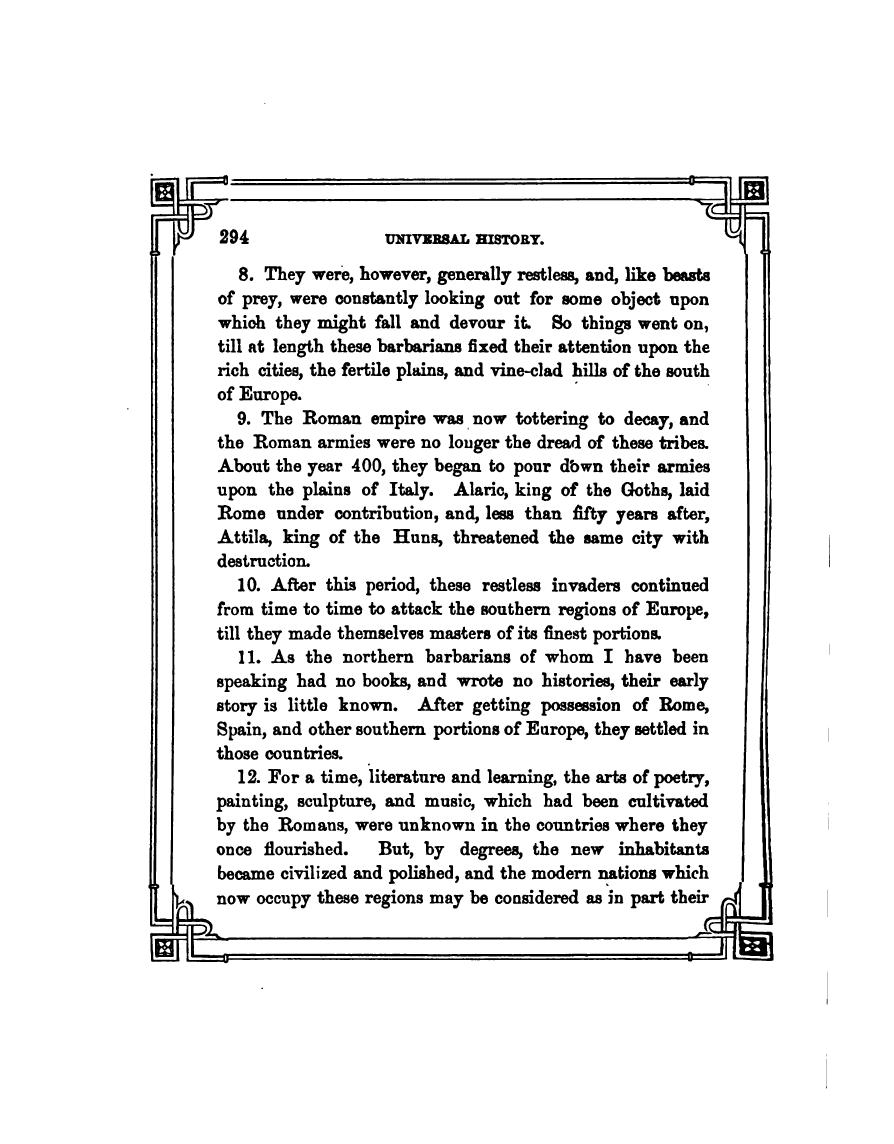 294 UNIVERSAL HISTORY.
8. They were, however, generally restless, and, like beasts
of prey, were constantly looking out for some object upon
which they might fall and devour it. So things went on,
till at length these barbarians fixed their attention upon the
rich cities, the fertile plains, and vine-clad hills of the south
of Europe.
9. The Roman empire was now tottering to decay, and
the Roman armies were no longer the dread of these tribes.
About the year 400, they began to pour down their armies
upon the plains of Italy. Alaric, king of the Goths, laid
Rome under contribution, and, less than fifty years after,
Attila, king of the Huns, threatened the same city with
destruction.
10. After this period, these restless invaders continued
from time to time to attack the southern regions of Europe,
till they made themselves masters of its finest portions.
11. As the northern barbarians of whom I have been
speaking had no books, and wrote no histories, their early
story is little known. After getting possession of Rome,
Spain, and other southern portions of Europe, they settled in
those countries.
12. For a time, literature and learning, the arts of poetry,
painting, sculpture, and music, which had been cultivated
by the Romans, were unknown in the countries where they
once flourished. But, by degrees, the new inhabitants
became civilized and polished, and the modern nations which
now occupy these regions may be considered as in part their